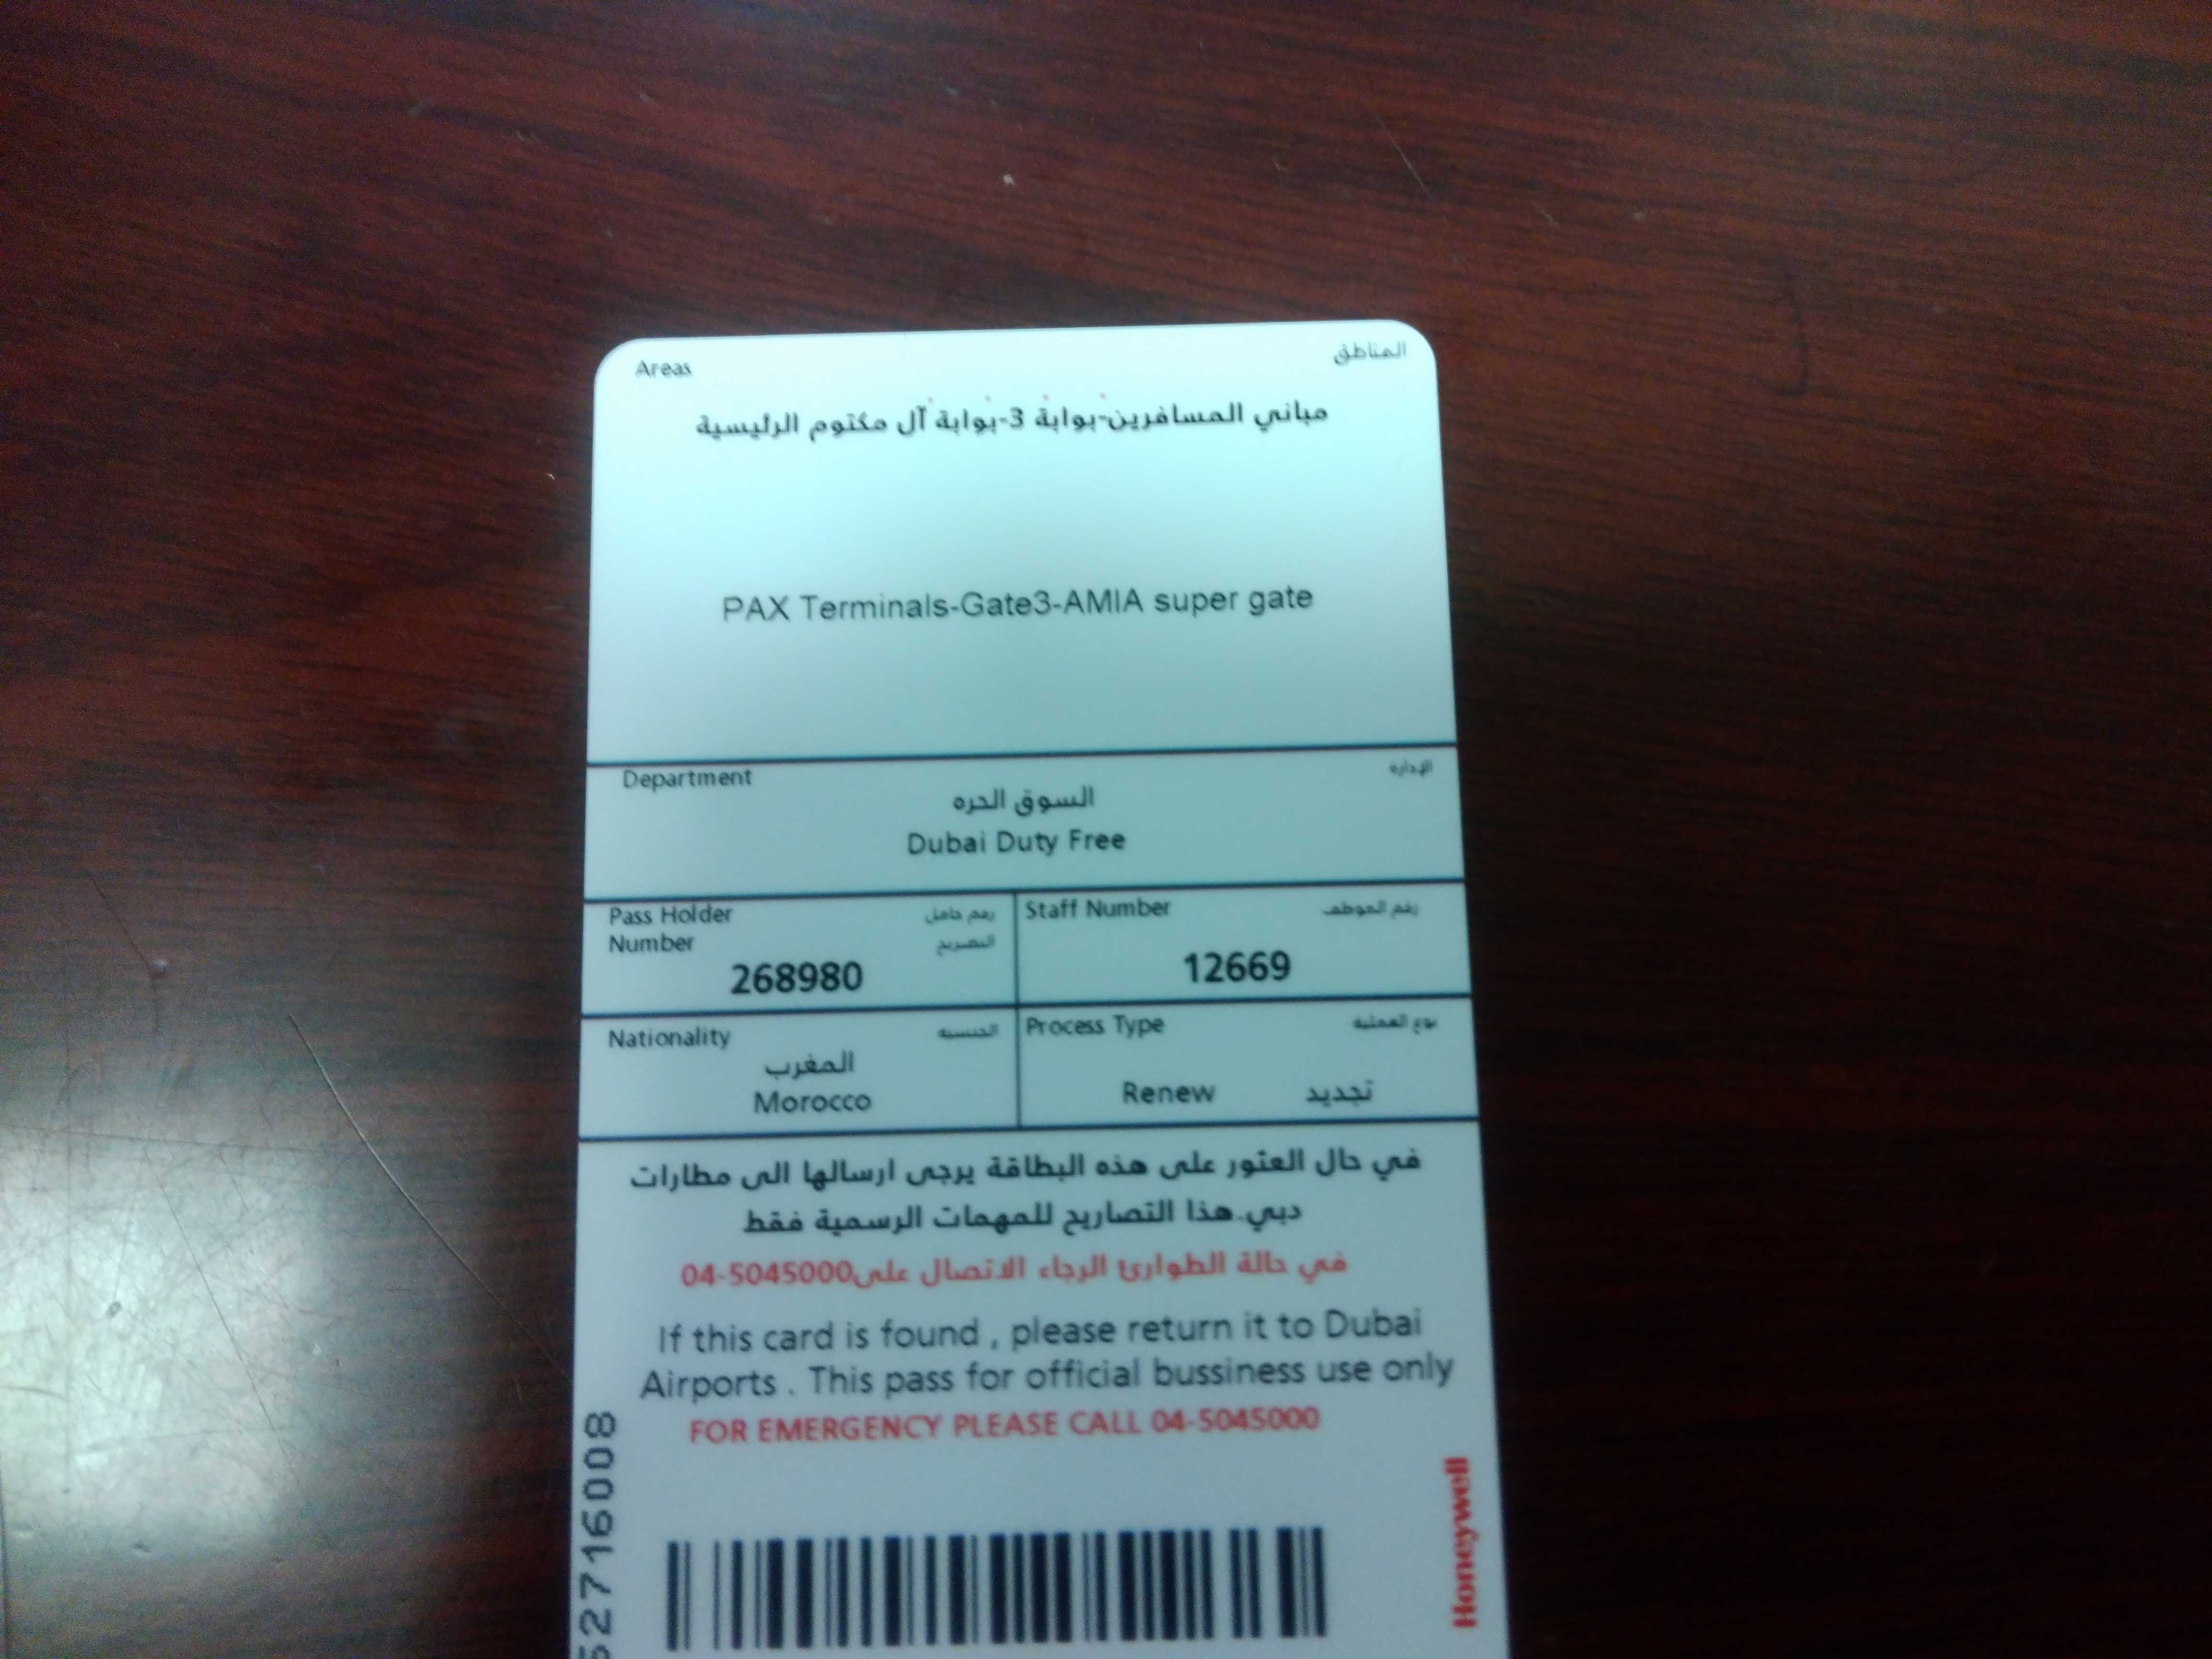 Areas المناطق
مباني المسافرين-بوابة 3-بوابة آل مكتوم الرئيسية
PAX Terminals-Gate3-AMIA super gate
Department الإدارة
السوق الحره
Dubai Duty Free
Pass Holder رقم حامل
Number التصريح
268980
Staff Number رقم الموظف
12669
Nationality الجنسية
المغرب
Morocco
Process Type نوع العملية
Renew تجديد
في حال العثور على هذه البطاقة يرجى ارسالها الى مطارات
دبي.هذا التصاريح للمهمات الرسمية فقط
في حالة الطوارئ الرجاء الاتصال على04-5045000
If this card is found , please return it to Dubai
Airports . This pass for official bussiness use only
FOR EMERGENCY PLEASE CALL 04-5045000
52716008
Honeywell